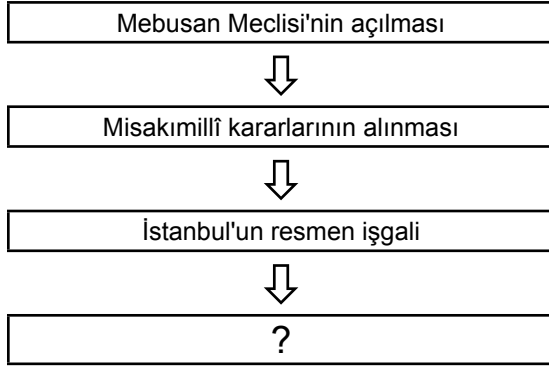 Mebusan Meclisi'nin açılması
Misakımillî kararlarının alınması
İstanbul'un resmen işgali
?